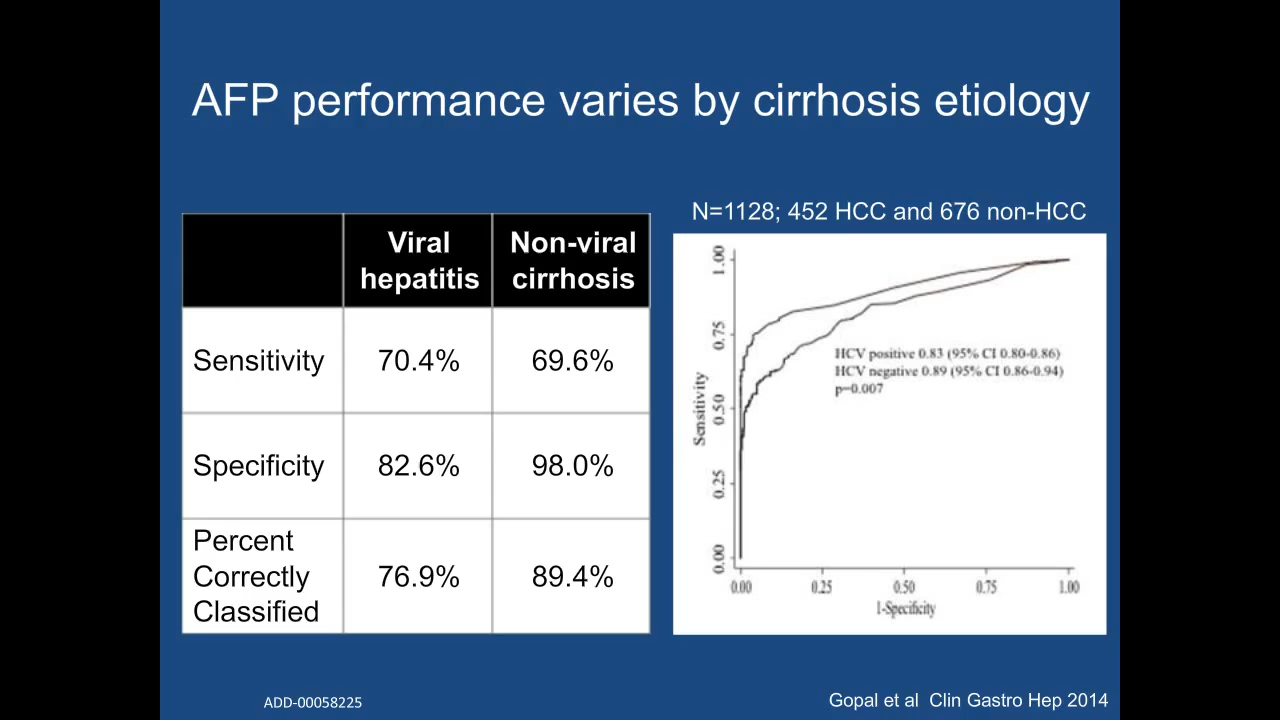 AFP performance varies by cirrhosis etiology
Viral hepatitis
Non-viral cirrhosis
Sensitivity
70.4%
69.6%
Specificity
82.6%
98.0%
Percent
Correctly
Classified
76.9%
89.4%
N=1128; 452 HCC and 676 non-HCC
1.00
0.75
0.50
0.25
0.00
Sensitivity
HCV positive 0.83 (95% CI 0.80-0.86)
HCV negative 0.89 (95% CI 0.86-0.94)
p=0.007
0.00 0.25 0.50 0.75 1.00
1-Specificity
ADD-00058225
Gopal et al Clin Gastro Hep 2014